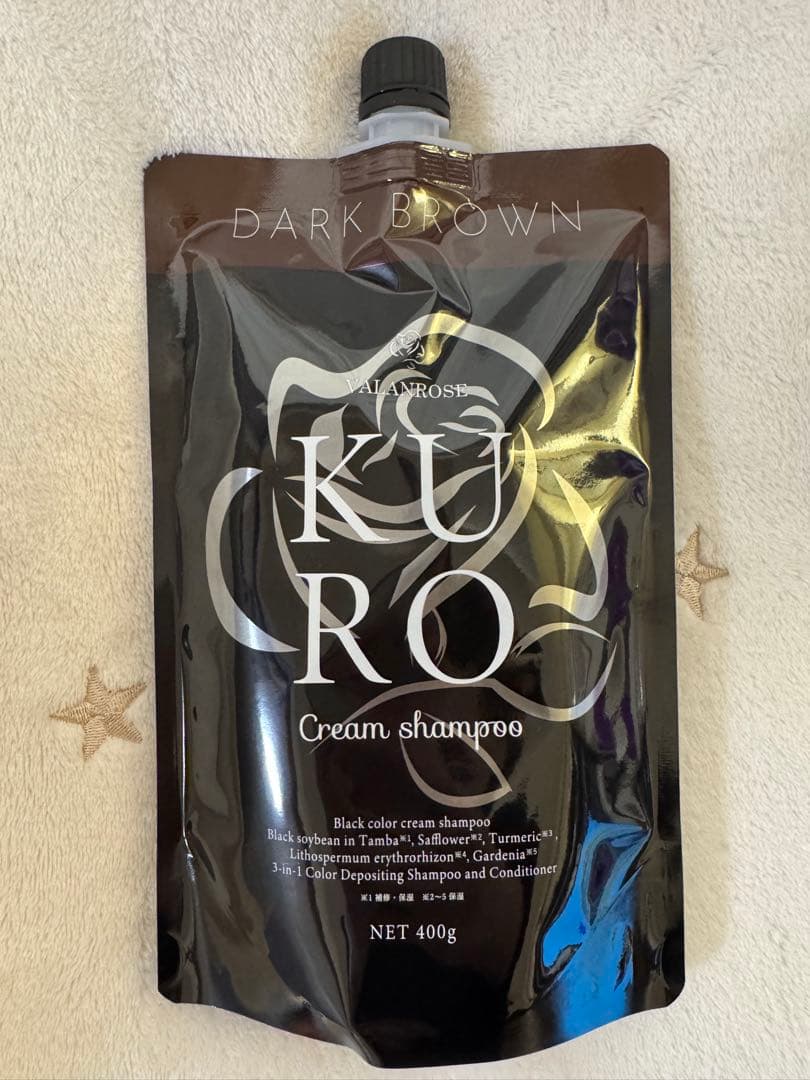 DARK BROWN
VALANROSE
KU
RO
Cream shampoo
Black color cream shampoo
Black soybean in Tamba※1, Safflower※2, Turmeric※3,
Lithospermum erythrorhizon※4, Gardenia※5
3-in-1 Color Depositing Shampoo and Conditioner
※1 補修・保湿 ※2～5 保湿
NET 400g